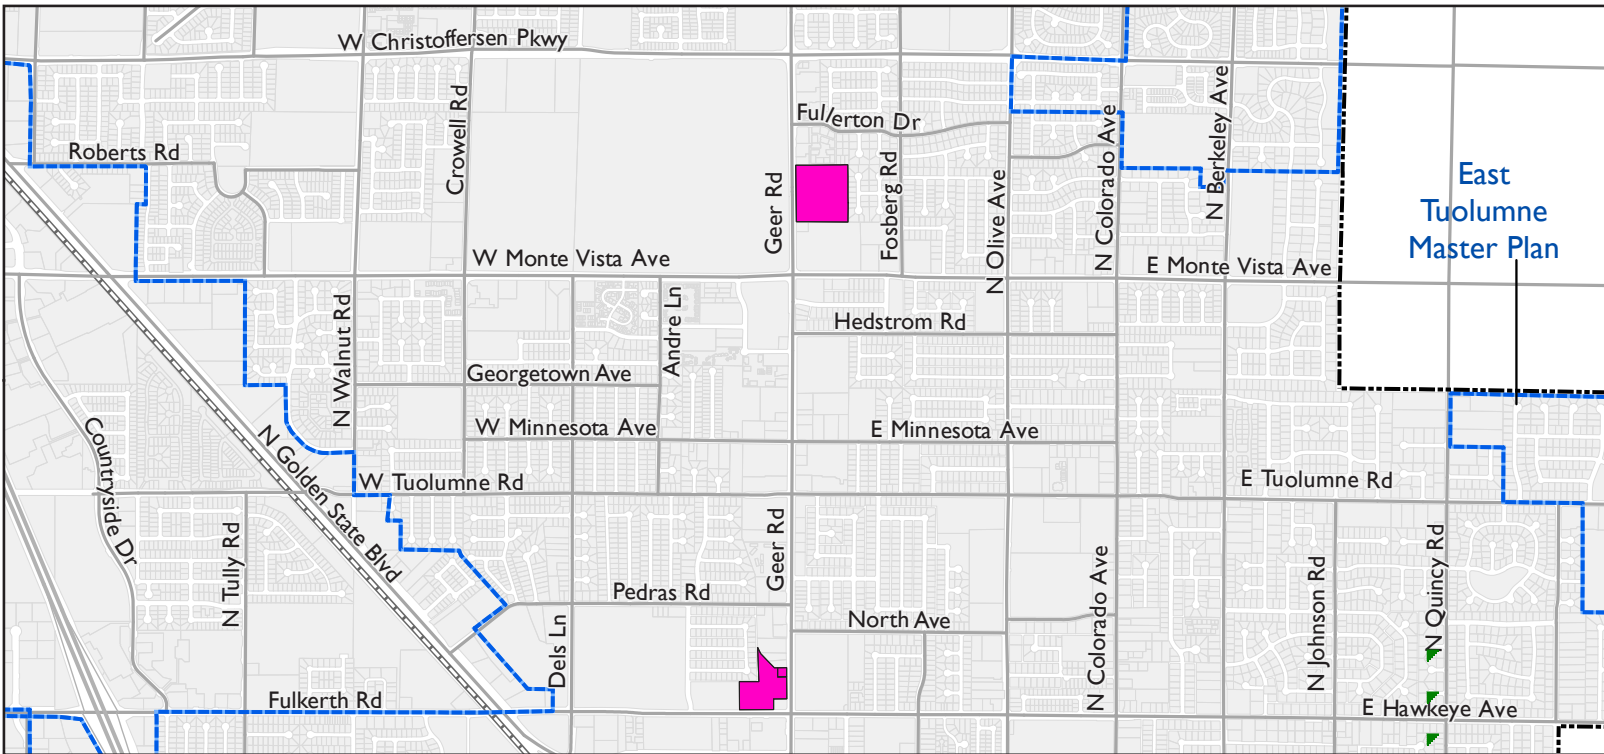 W Christoffersen Pkwy
Crowell Rd
Fullerton Dr
N Berkeley Ave
N Colorado Ave
Roberts Rd
Geer Rd
Fosberg Rd
N Olive Ave
East
Tuolumne
Master Plan
W Monte Vista Ave
E Monte Vista Ave
N Walnut Rd
Andre Ln
Hedstrom Rd
Georgetown Ave
W Minnesota Ave
E Minnesota Ave
Countryside Dr
N Golden State Blvd
W Tuolumne Rd
E Tuolumne Rd
N Tully Rd
Geer Rd
Pedras Rd
North Ave
Dels Ln
N Colorado Ave
N Johnson Rd
N Quincy Rd
Fulkerth Rd
E Hawkeye Ave